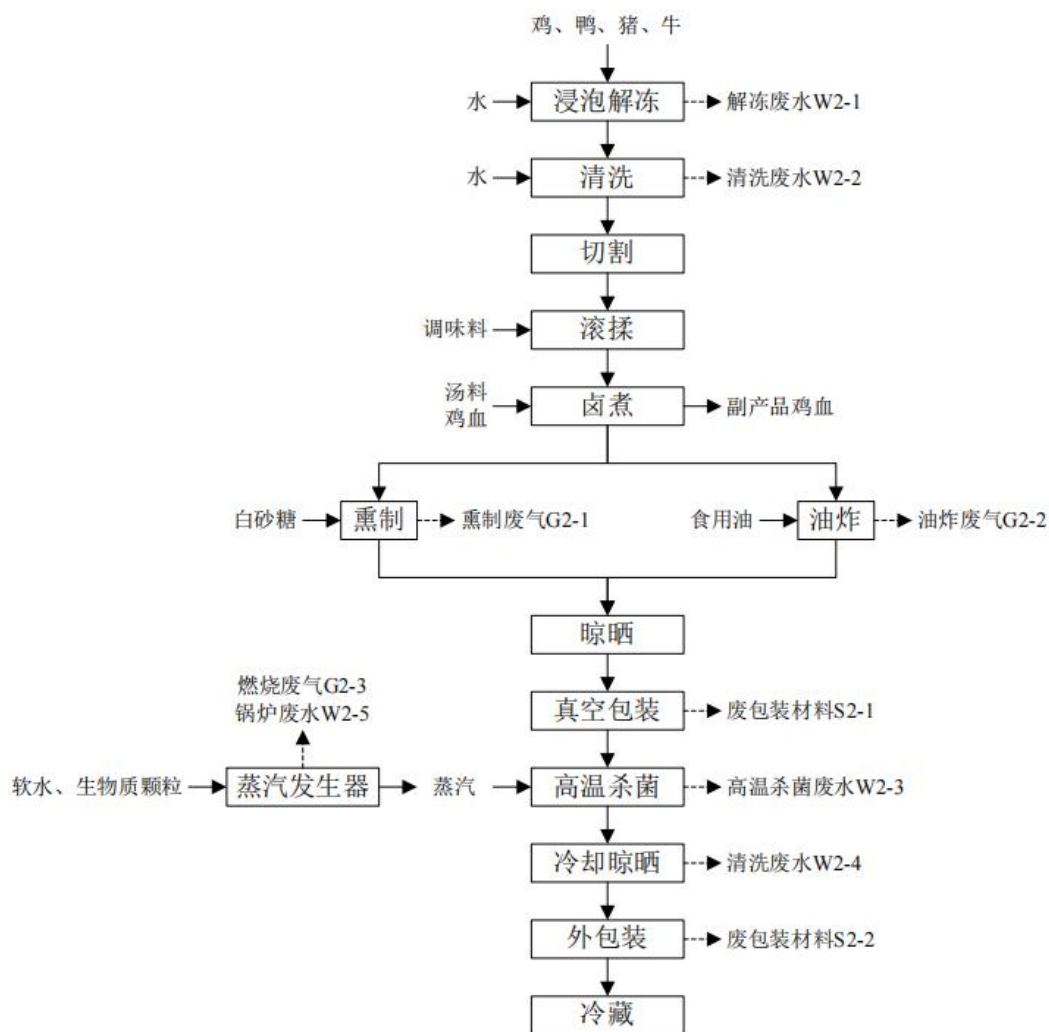 鸡、鸭、猪、牛
水
浸泡解冻
解冻废水W2-1
水
清洗
清洗废水W2-2
切割
调味料
滚揉
汤料
鸡血
卤煮
副产品鸡血
白砂糖
熏制
熏制废气G2-1
食用油
油炸
油炸废气G2-2
晾晒
燃烧废气G2-3
锅炉废水W2-5
真空包装
废包装材料S2-1
软水、生物质颗粒
蒸汽发生器
蒸汽
高温杀菌
高温杀菌废水W2-3
冷却晾晒
清洗废水W2-4
外包装
废包装材料S2-2
冷藏